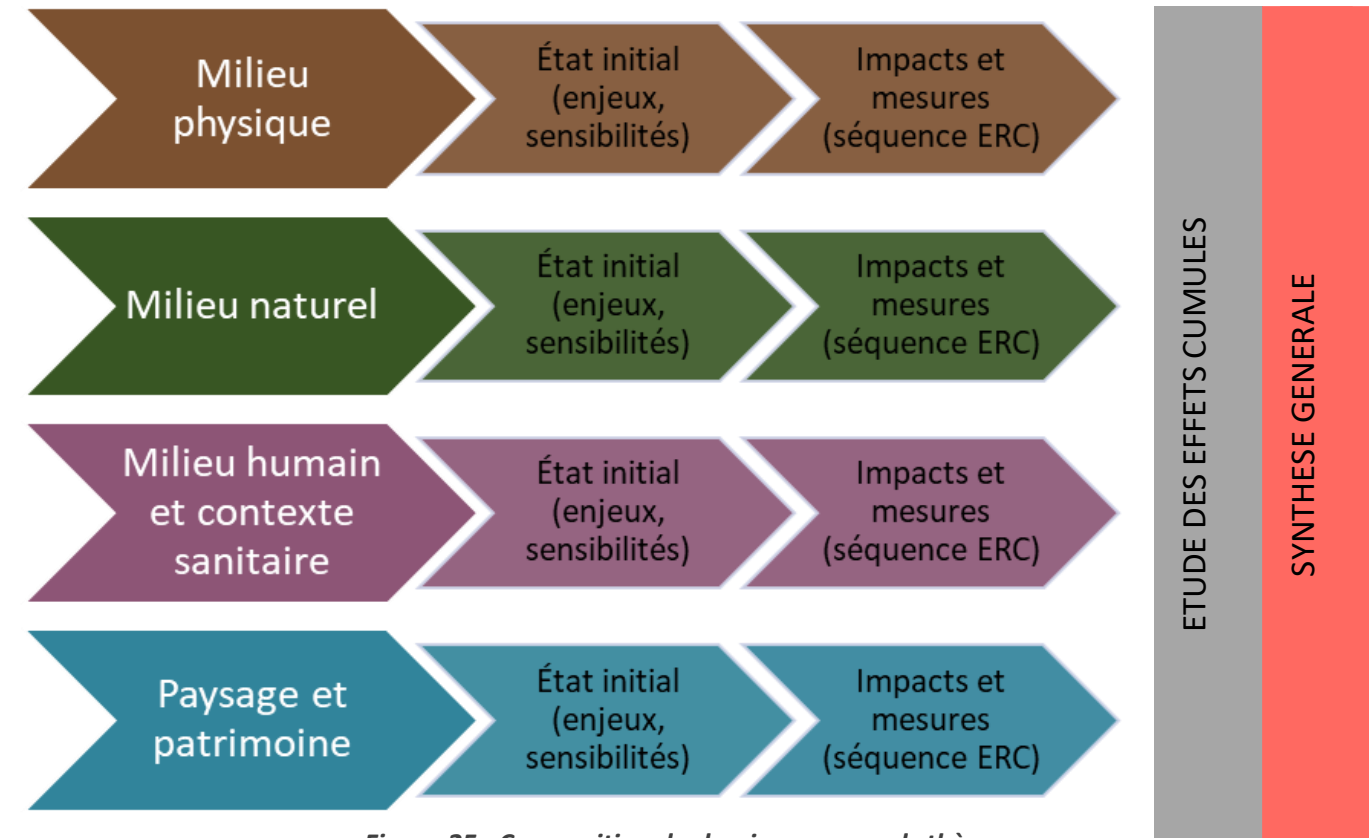 Milieu
physique
État initial
(enjeux,
sensibilités)
Impacts et
mesures
(séquence ERC)
Milieu naturel
État initial
(enjeux,
sensibilités)
Impacts et
mesures
(séquence ERC)
Milieu humain
et contexte
sanitaire
État initial
(enjeux,
sensibilités)
Impacts et
mesures
(séquence ERC)
Paysage et
patrimoine
État initial
(enjeux,
sensibilités)
Impacts et
mesures
(séquence ERC)
ETUDE DES EFFETS CUMULES
SYNTHESE GENERALE